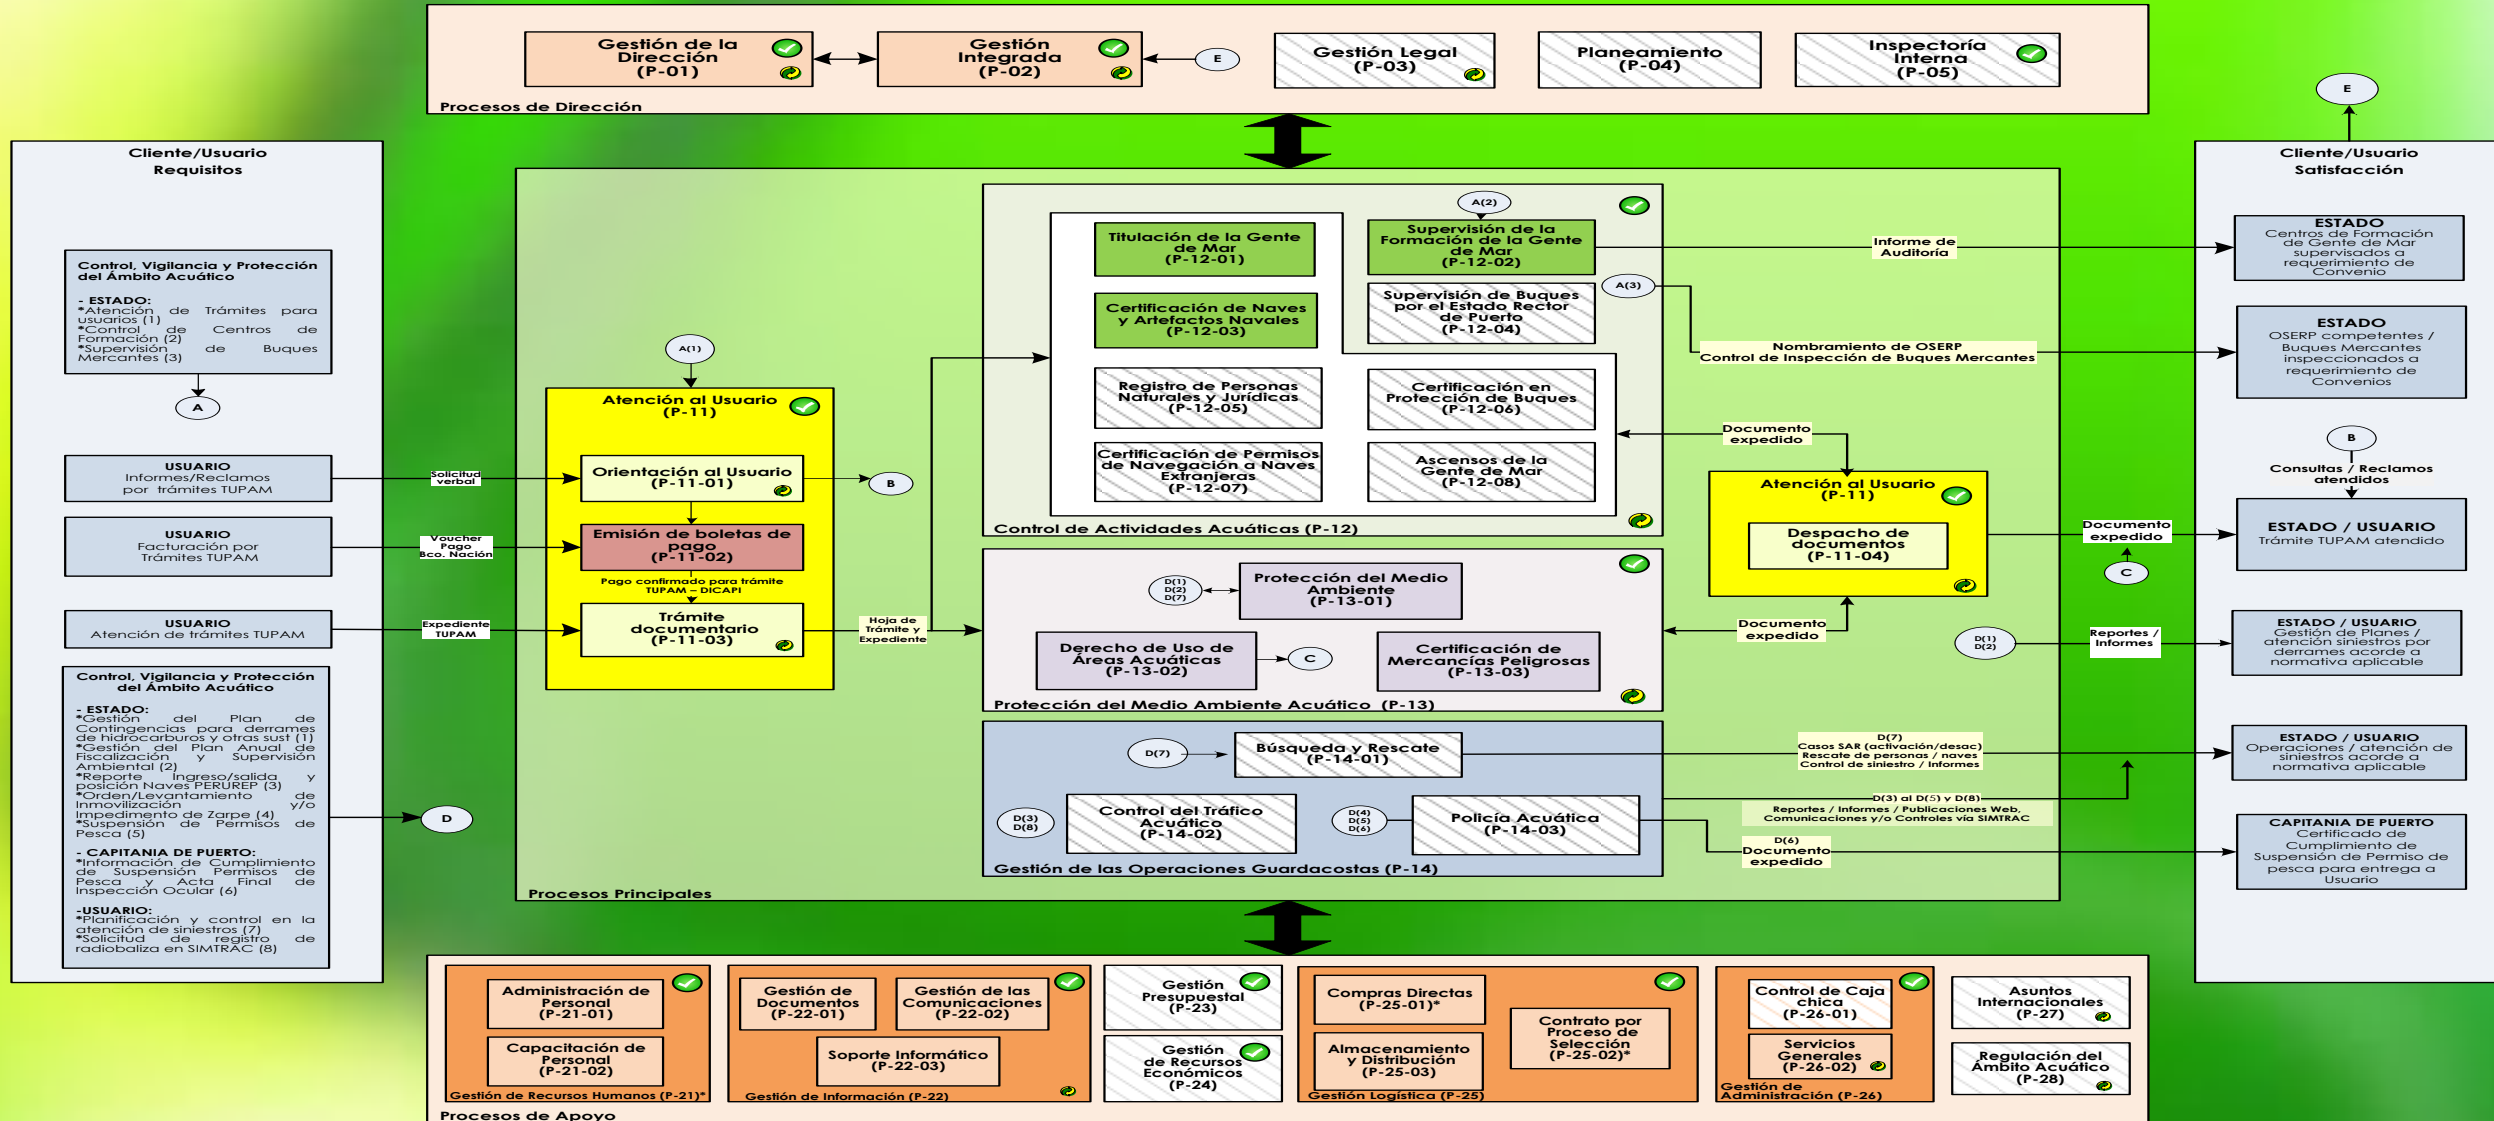 Gestión de la
Dirección
(P-01)
Gestión
Integrada
(P-02)
E
Gestión Legal
(P-03)
Planeamiento
(P-04)
Inspectoría
Interna
(P-05)
Procesos de Dirección
Cliente/Usuario
Requisitos
Control, Vigilancia y Protección
del Ámbito Acuático
- ESTADO:
*Atención de Trámites para
usuarios (1)
*Control de Centros de
Formación (2)
*Supervisión de Buques
Mercantes (3)
A
USUARIO
Informes/Reclamos
por trámites TUPAM
USUARIO
Facturación por
Trámites TUPAM
USUARIO
Atención de trámites TUPAM
Control, Vigilancia y Protección
del Ámbito Acuático
- ESTADO:
*Gestión del Plan de
Contingencias para derrames
de hidrocarburos y otras sust (1)
*Gestión del Plan Anual de
Fiscalización y Supervisión
Ambiental (2)
*Reporte Ingreso/salida y
posición Naves PERUREP (3)
*Orden/Levantamiento de
Inmovilización y/o
Impedimento de Zarpe (4)
*Suspensión de Permisos de
Pesca (5)
- CAPITANIA DE PUERTO:
*Información de Cumplimiento
de Suspensión Permisos de
Pesca y Acta Final de
Inspección Ocular (6)
-USUARIO:
*Planificación y control en la
atención de siniestros (7)
*Solicitud de registro de
radiobaliza en SIMTRAC (8)
D
Solicitud
verbal
Voucher
Pago
Bco. Nación
Expediente
TUPAM
A(1)
Atención al Usuario
(P-11)
Orientación al Usuario
(P-11-01)
B
Emisión de boletas de
pago
(P-11-02)
Pago confirmado para trámite
TUPAM – DICAPI
Trámite
documentario
(P-11-03)
Hoja de
Trámite y
Expediente
Titulación de la Gente
de Mar
(P-12-01)
A(2)
Supervisión de la
Formación de la Gente
de Mar
(P-12-02)
Certificación de Naves
y Artefactos Navales
(P-12-03)
A(3)
Supervisión de Buques
por el Estado Rector
de Puerto
(P-12-04)
Registro de Personas
Naturales y Jurídicas
(P-12-05)
Certificación en
Protección de Buques
(P-12-06)
Certificación de Permisos
de Navegación a Naves
Extranjeras
(P-12-07)
Ascensos de la
Gente de Mar
(P-12-08)
Control de Actividades Acuáticas (P-12)
D(1)
D(2)
D(7)
Protección del Medio
Ambiente
(P-13-01)
Derecho de Uso de
Áreas Acuáticas
(P-13-02)
C
Certificación de
Mercancías Peligrosas
(P-13-03)
Protección del Medio Ambiente Acuático (P-13)
D(7)
Búsqueda y Rescate
(P-14-01)
D(3)
D(8)
Control del Tráfico
Acuático
(P-14-02)
D(4)
D(5)
D(6)
Policía Acuática
(P-14-03)
Gestión de las Operaciones Guardacostas (P-14)
Procesos Principales
Informe de
Auditoría
Nombramiento de OSERP
Control de Inspección de Buques Mercantes
Documento
expedido
Atención al Usuario
(P-11)
Despacho de
documentos
(P-11-04)
Documento
expedido
Documento
expedido
C
D(1)
D(2)
Reportes /
Informes
D(7)
Casos SAR (activación/desac)
Rescate de personas / naves
Control de siniestro / Informes
D(3) al D(5) y D(8)
Reportes / Informes / Publicaciones Web,
Comunicaciones y/o Controles vía SIMTRAC
D(6)
Documento
expedido
E
Cliente/Usuario
Satisfacción
ESTADO
Centros de Formación
de Gente de Mar
supervisados a
requerimiento de
Convenio
ESTADO
OSERP competentes /
Buques Mercantes
inspeccionados a
requerimiento de
Convenios
B
Consultas / Reclamos
atendidos
ESTADO / USUARIO
Trámite TUPAM atendido
ESTADO / USUARIO
Gestión de Planes /
atención siniestros por
derrames acorde a
normativa aplicable
ESTADO / USUARIO
Operaciones / atención de
siniestros acorde a
normativa aplicable
CAPITANIA DE PUERTO
Certificado de
Cumplimiento de
Suspensión de Permiso de
pesca para entrega a
Usuario
Administración de
Personal
(P-21-01)
Capacitación de
Personal
(P-21-02)
Gestión de Recursos Humanos (P-21)*
Gestión de
Documentos
(P-22-01)
Gestión de las
Comunicaciones
(P-22-02)
Soporte Informático
(P-22-03)
Gestión de Información (P-22)
Gestión
Presupuestal
(P-23)
Gestión
de Recursos
Económicos
(P-24)
Compras Directas
(P-25-01)*
Contrato por
Proceso de
Selección
(P-25-02)*
Almacenamiento
y Distribución
(P-25-03)
Gestión Logística (P-25)
Control de Caja
chica
(P-26-01)
Servicios
Generales
(P-26-02)
Gestión de
Administración (P-26)
Asuntos
Internacionales
(P-27)
Regulación del
Ámbito Acuático
(P-28)
Procesos de Apoyo